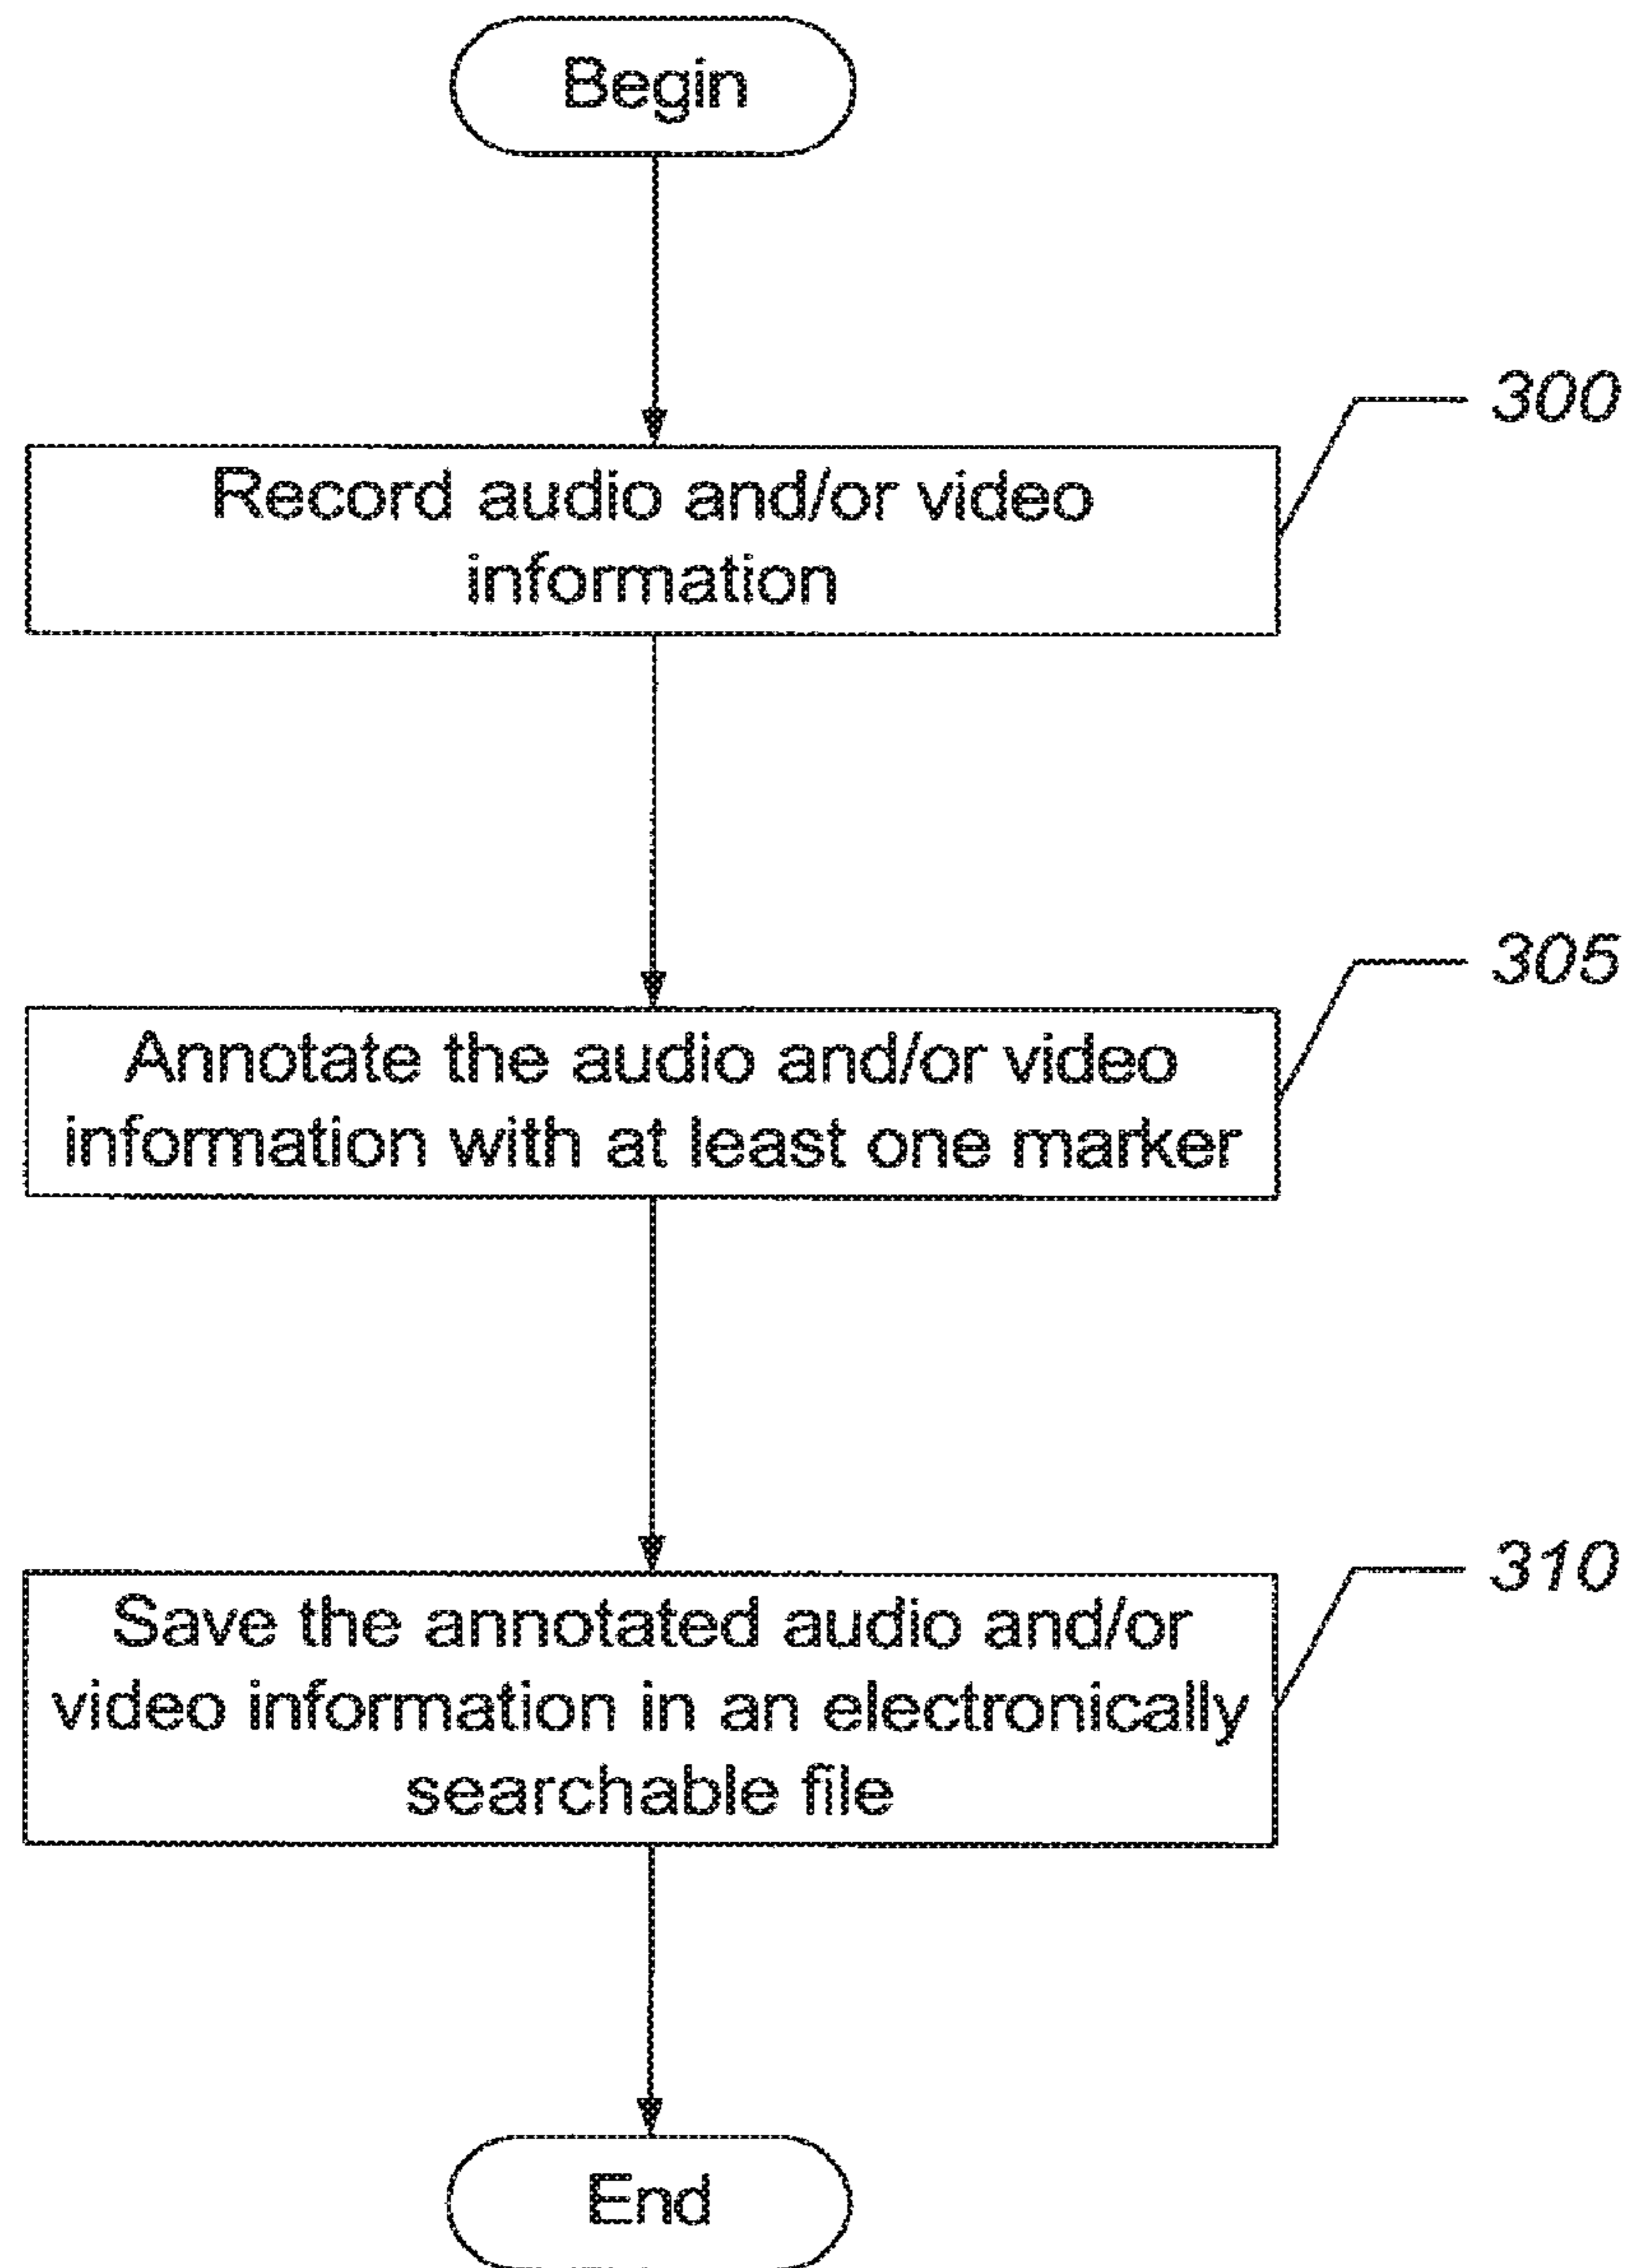 Begin
300
Record audio and/or video
information
305
Annotate the audio and/or video
information with at least one marker
310
Save the annotated audio and/or
video information in an electronically
searchable file
End